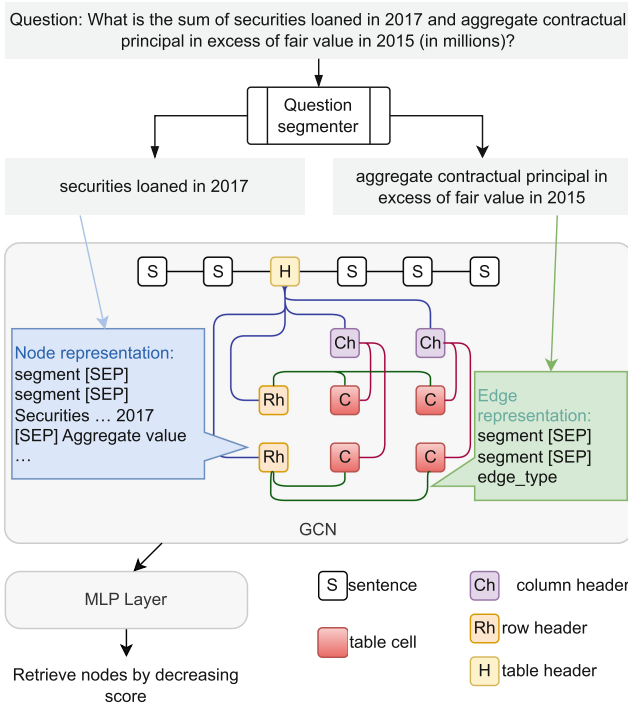 Question: What is the sum of securities loaned in 2017 and aggregate contractual
principal in excess of fair value in 2015 (in millions)?
Question
segmenter
securities loaned in 2017
aggregate contractual principal in
excess of fair value in 2015
S S H S S S
Ch Ch
Node representation:
segment [SEP]
segment [SEP]
Securities ... 2017
[SEP] Aggregate value
...
Rh C C
Rh C C
Edge
representation:
segment [SEP]
segment [SEP]
edge_type
GCN
MLP Layer
Retrieve nodes by decreasing
score
S sentence
table cell
Ch column header
Rh row header
H table header